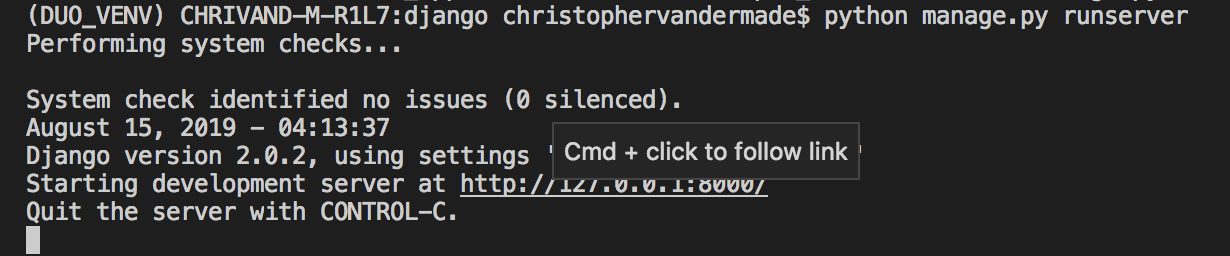 (DUO_VENV) CHRIVAND-M-R1L7:django christophervandermade$ python manage.py runserver
Performing system checks...
System check identified no issues (0 silenced).
August 15, 2019 - 04:13:37
Django version 2.0.2, using settings '
Cmd + click to follow link
Starting development server at http://127.0.0.1:8000/
Quit the server with CONTROL-C.